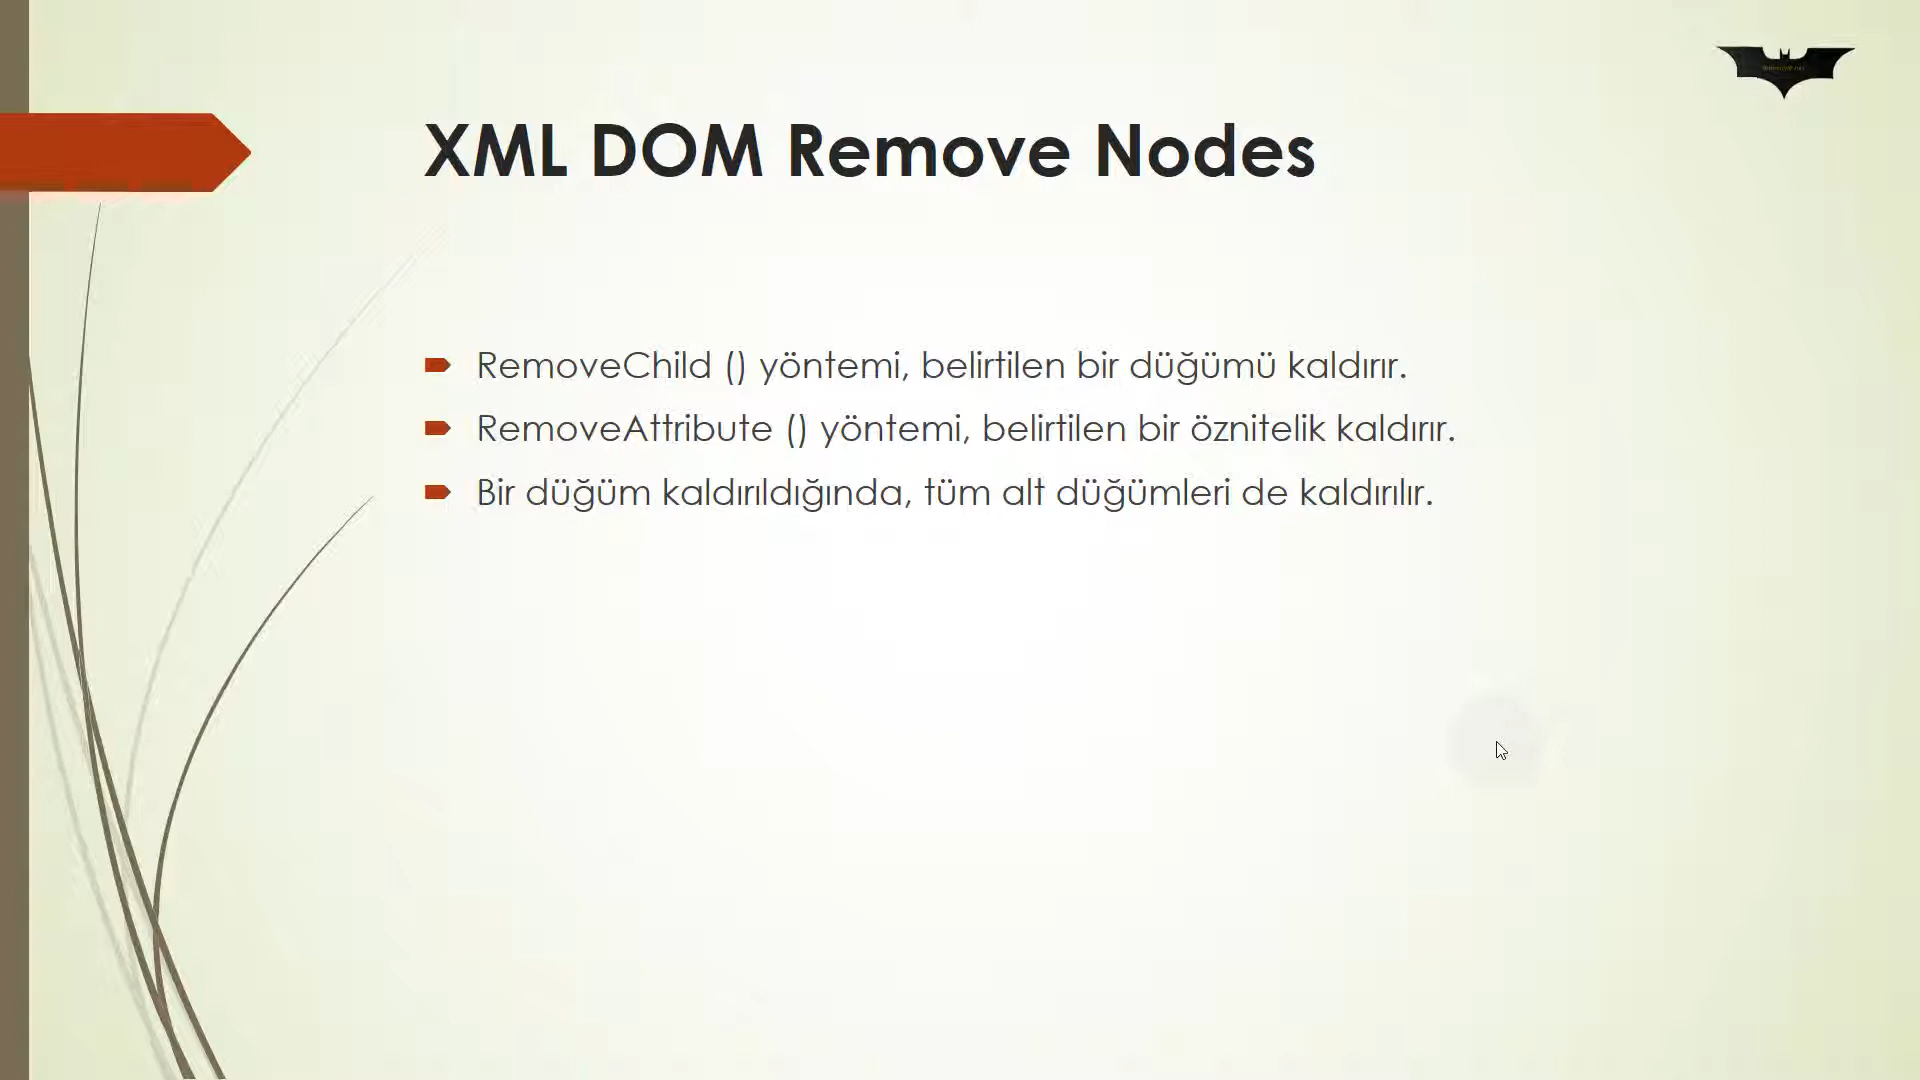 XML DOM Remove Nodes
RemoveChild () yöntemi, belirtilen bir düğümü kaldırır.
RemoveAttribute () yöntemi, belirtilen bir öznitelik kaldırır.
Bir düğüm kaldırıldığında, tüm alt düğümleri de kaldırılır.